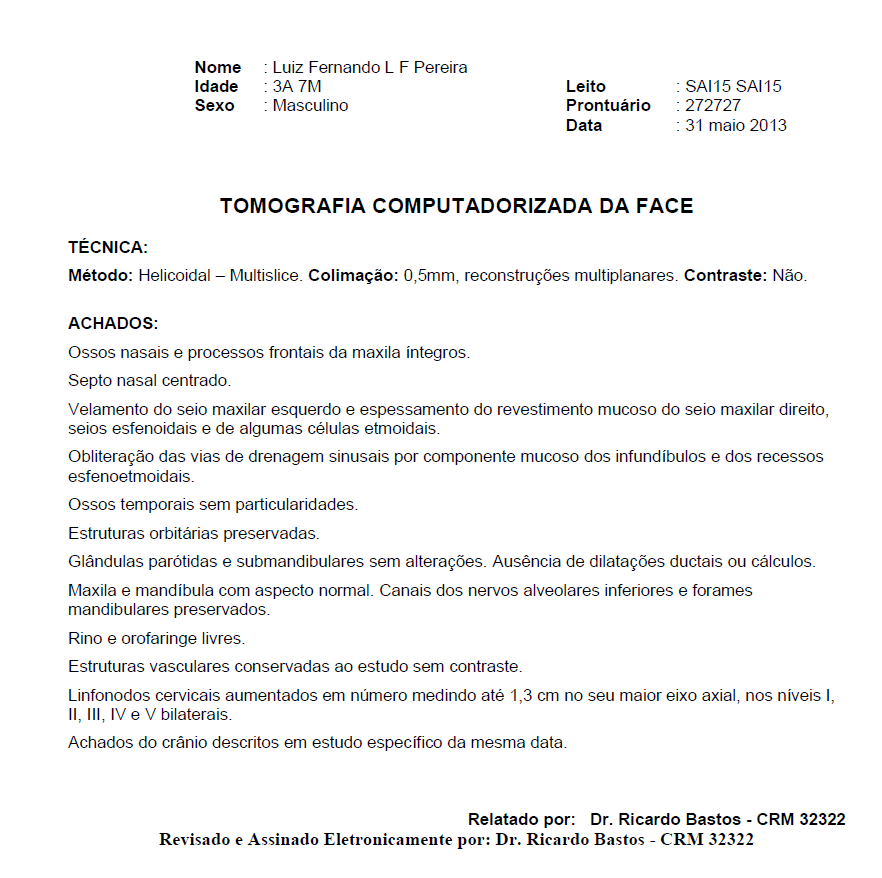 Nome : Luiz Fernando L F Pereira
Idade : 3A 7M Leito : SAI15 SAI15
Sexo : Masculino Prontuário : 272727
Data : 31 maio 2013
TOMOGRAFIA COMPUTADORIZADA DA FACE
TÉCNICA:
Método: Helicoidal – Multislice. Colimação: 0,5mm, reconstruções multiplanares. Contraste: Não.
ACHADOS:
Ossos nasais e processos frontais da maxila íntegros.
Septo nasal centrado.
Velamento do seio maxilar esquerdo e espessamento do revestimento mucoso do seio maxilar direito,
seios esfenoidais e de algumas células etmoidais.
Obliteração das vias de drenagem sinusais por componente mucoso dos infundíbulos e dos recessos
esfenoetmoidais.
Ossos temporais sem particularidades.
Estruturas orbitárias preservadas.
Glândulas parótidas e submandibulares sem alterações. Ausência de dilatações ductais ou cálculos.
Maxila e mandíbula com aspecto normal. Canais dos nervos alveolares inferiores e forames
mandibulares preservados.
Rino e orofaringe livres.
Estruturas vasculares conservadas ao estudo sem contraste.
Linfonodos cervicais aumentados em número medindo até 1,3 cm no seu maior eixo axial, nos níveis I,
II, III, IV e V bilaterais.
Achados do crânio descritos em estudo específico da mesma data.
Relatado por: Dr. Ricardo Bastos - CRM 32322
Revisado e Assinado Eletronicamente por: Dr. Ricardo Bastos - CRM 32322